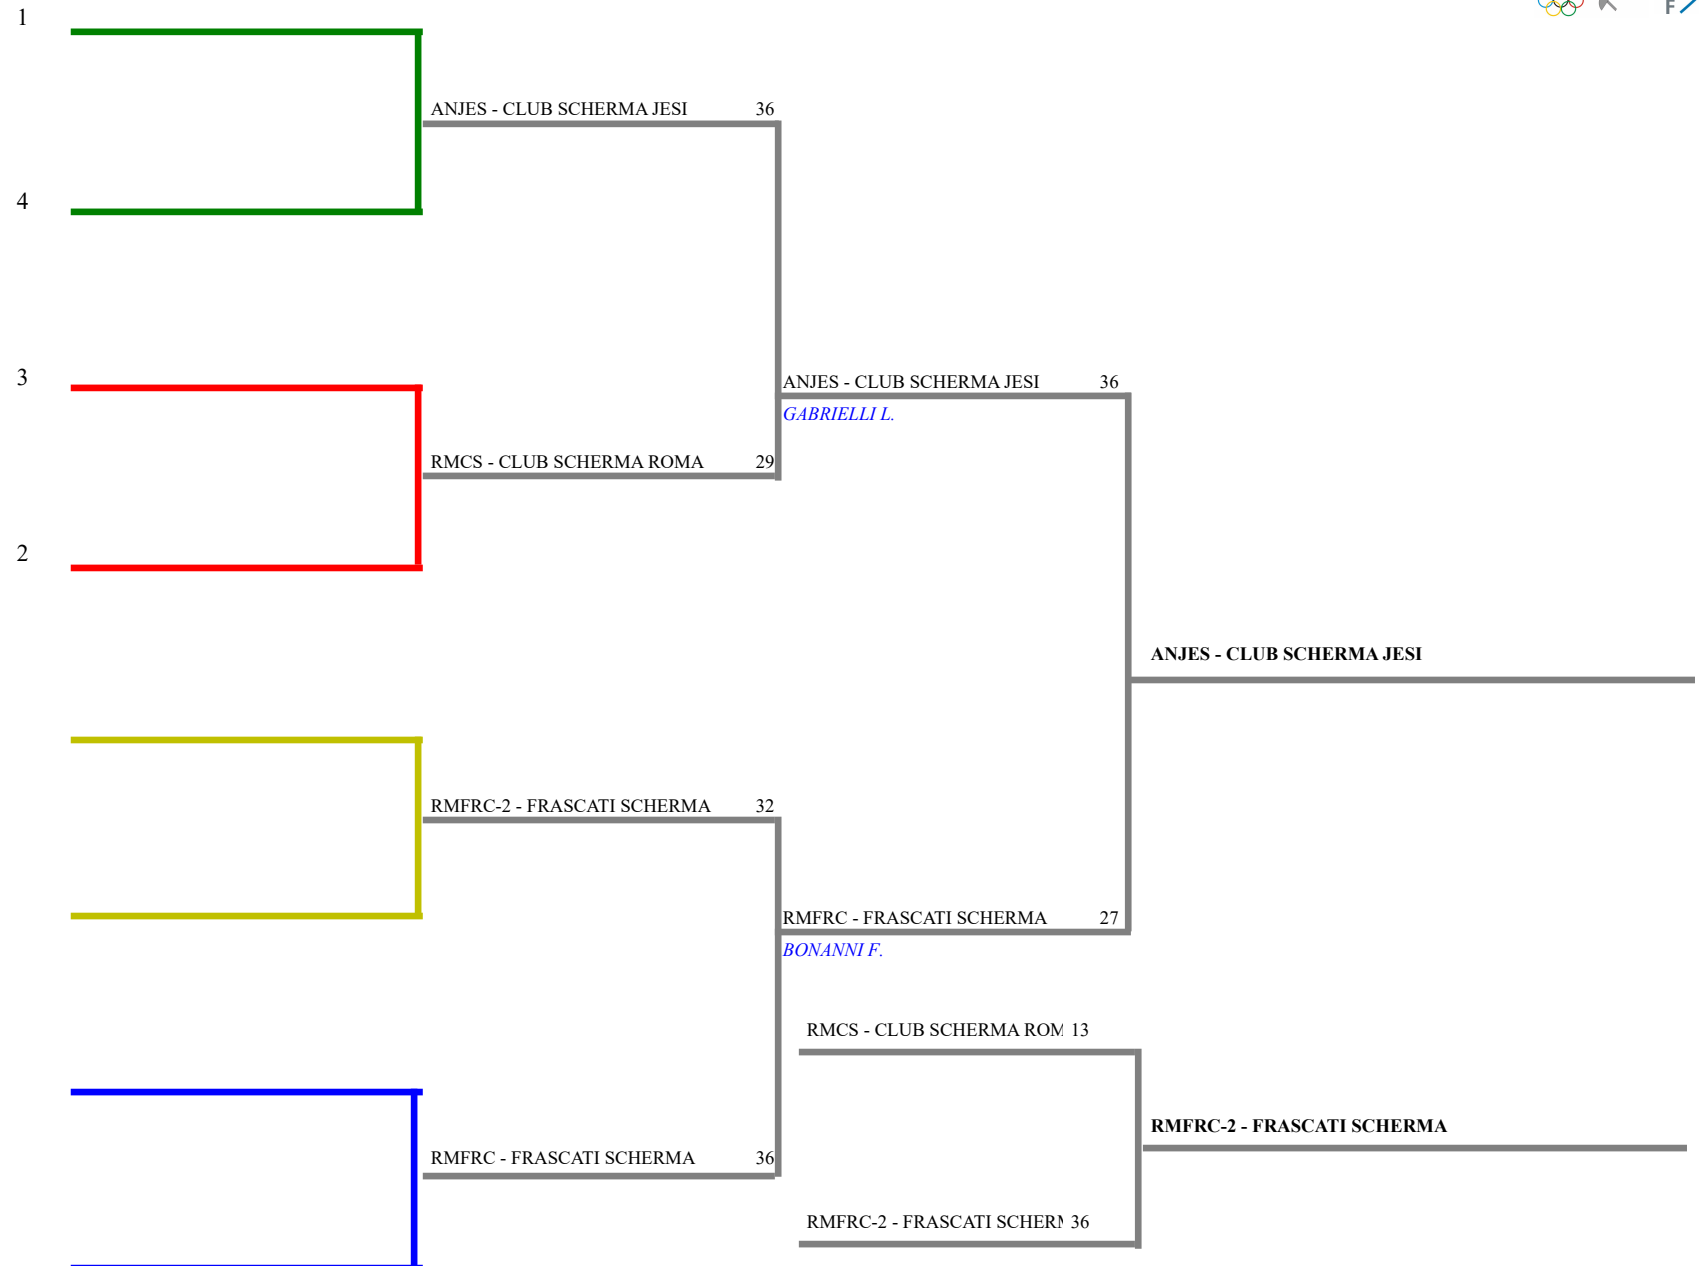 1
ANJES - CLUB SCHERMA JESI 36
4
3
ANJES - CLUB SCHERMA JESI 36
GABRIELLI L.
RMCS - CLUB SCHERMA ROMA 29
2
ANJES - CLUB SCHERMA JESI
RMFRC-2 - FRASCATI SCHERMA 32
RMFRC - FRASCATI SCHERMA 27
BONANNI F.
RMCS - CLUB SCHERMA ROM 13
RMFRC-2 - FRASCATI SCHERMA
RMFRC - FRASCATI SCHERMA 36
RMFRC-2 - FRASCATI SCHERM 36
F